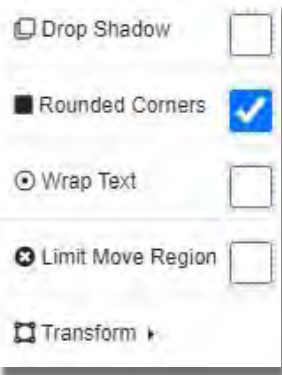 Drop Shadow
Rounded Corners
Wrap Text
Limit Move Region
Transform